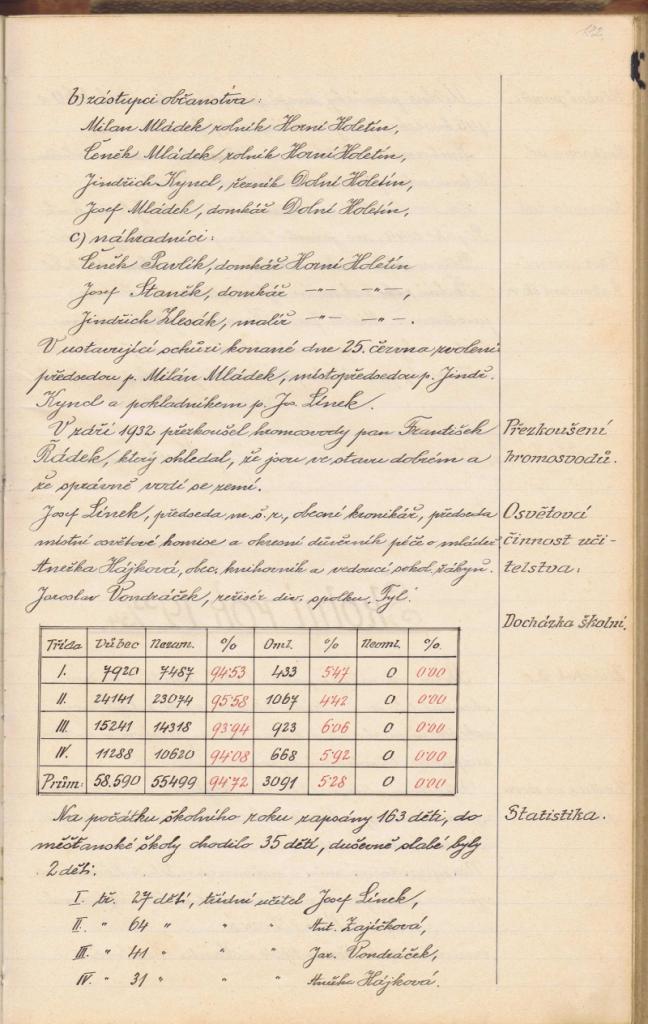 122
b) zástupci občanstva:
Milan Mládek rolník Horní Holetín,
Čeněk Mládek, rolník Horní Holetín,
Jindřich Kyncl, řezník Dolní Holetín,
Josef Mládek, domkář Dolní Holetín,
c) náhradníci:
Čeněk Pavlík, domkář Horní Holetín
Josef Staněk, domkář —"— —"—,
Jindřich Zlesák, malíř —"— —"—.
V ustavující schůzi konané dne 25. června zvoleni
předsedou p. Milán Mládek, místopředsedou p. Jindř.
Kyncl a pokladníkem p. Jos. Línek.
V září 1932 přezkoušel hromosvody pan František
Řádek, který shledal, že jsou ve stavu dobrém a
že správně vodí se zemí.
Přezkoušení
hromosvodů.
Josef Línek, předseda m. š. r., obecní kronikář, předseda
místní osvětové komise a okresní důvěrník péče o mládež
Anežka Hájková, obec. knihovník a vedoucí sokol. žákyň.
Jaroslav Vondráček, režisér div. spolku „Tyl"
Osvětová
činnost uči-
telstva.
Docházka školní.
Třída Vůbec Nezam. % Oml. % Neoml. %
I. 7920 7487 94·53 433 5·47 0 0·00
II. 24141 23074 95·58 1067 4·42 0 0·00
III. 15241 14318 93·94 923 6·06 0 0·00
IV. 11288 10620 94·08 668 5·92 0 0·00
Prům: 58.590 55499 94·72 3091 5·28 0 0·00
Statistika.
Na počátku školního roku zapsány 163 děti, do
měšťanské školy chodilo 35 dětí, duševně slabé byly
2 děti.
I. tř. 27 dětí, třídní učitel Josef Línek,
II. " 64 " " " Ant. Zajíčková,
III. " 41 " " " Jar. Vondráček,
IV. " 31 " " " Anežka Hájková.